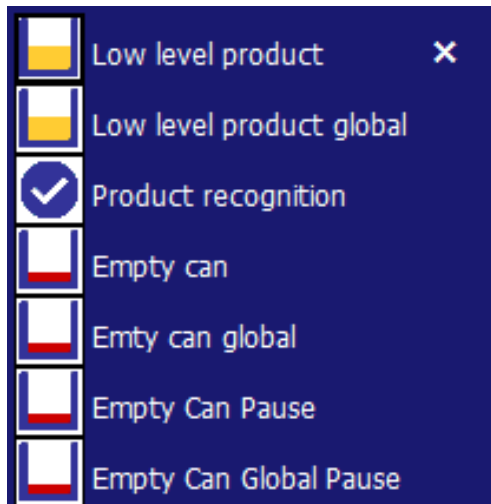 Low level product ×
Low level product global
Product recognition
Empty can
Emty can global
Empty Can Pause
Empty Can Global Pause